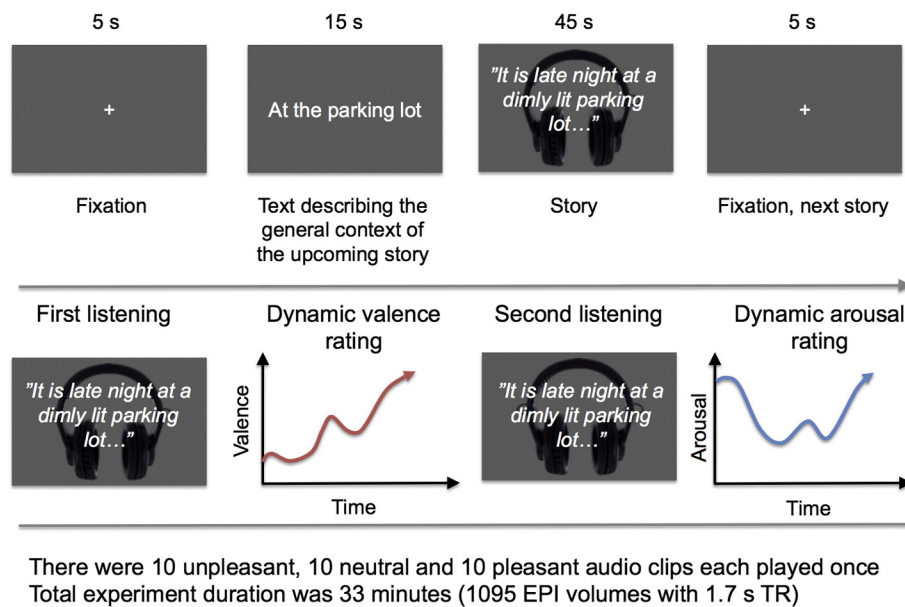 5 s
15 s
45 s
5 s
+
At the parking lot
"It is late night at a
dimly lit parking
lot…"
+
Fixation
Text describing the
general context of
the upcoming story
Story
Fixation, next story
First listening
Dynamic valence
rating
Second listening
Dynamic arousal
rating
"It is late night at a
dimly lit parking
lot…"
Valence
Time
"It is late night at a
dimly lit parking
lot…"
Arousal
Time
There were 10 unpleasant, 10 neutral and 10 pleasant audio clips each played once
Total experiment duration was 33 minutes (1095 EPI volumes with 1.7 s TR)